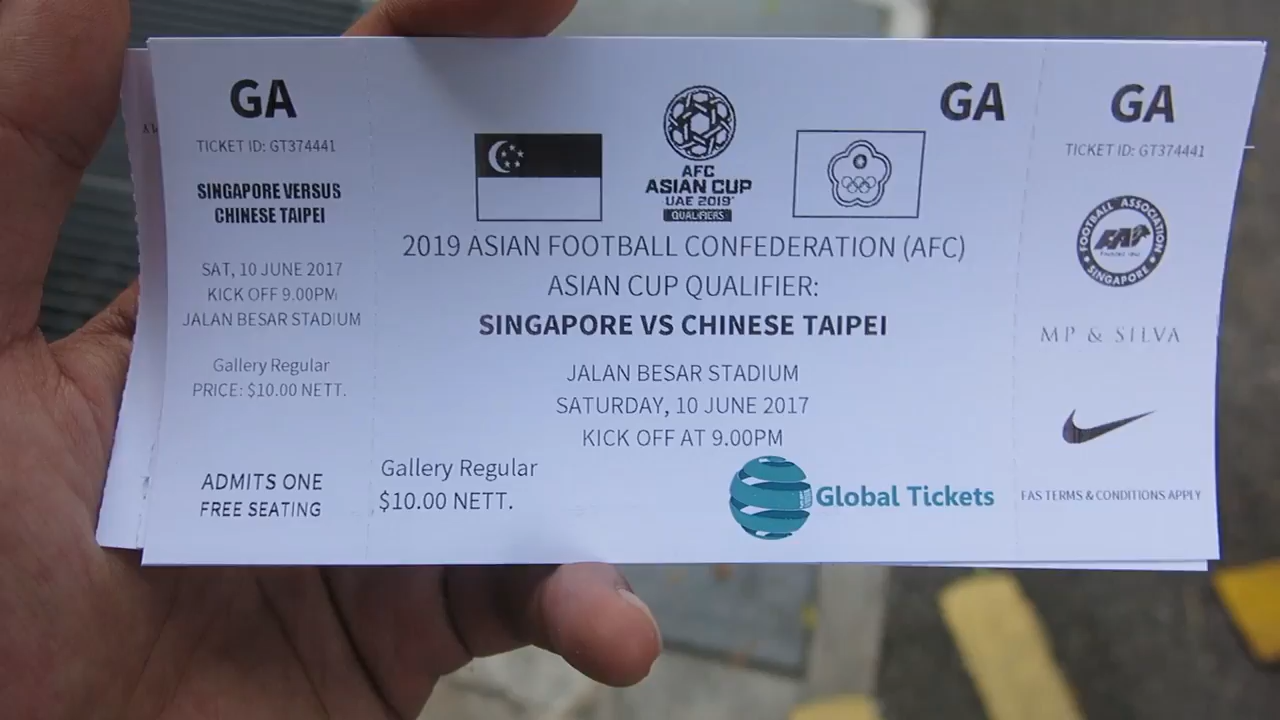 GA
TICKET ID: GT374441
SINGAPORE VERSUS
CHINESE TAIPEI
SAT, 10 JUNE 2017
KICK OFF 9.00PM
JALAN BESAR STADIUM
Gallery Regular
PRICE: $10.00 NETT.
ADMITS ONE
FREE SEATING
AFC
ASIAN CUP
UAE 2019
QUALIFIERS
GA
2019 ASIAN FOOTBALL CONFEDERATION (AFC)
ASIAN CUP QUALIFIER:
SINGAPORE VS CHINESE TAIPEI
JALAN BESAR STADIUM
SATURDAY, 10 JUNE 2017
KICK OFF AT 9.00PM
Gallery Regular
$10.00 NETT.
Global Tickets
GA
TICKET ID: GT374441
FOOTBALL ASSOCIATION
FAS
SINGAPORE
MP & SILVA
FAS TERMS & CONDITIONS APPLY